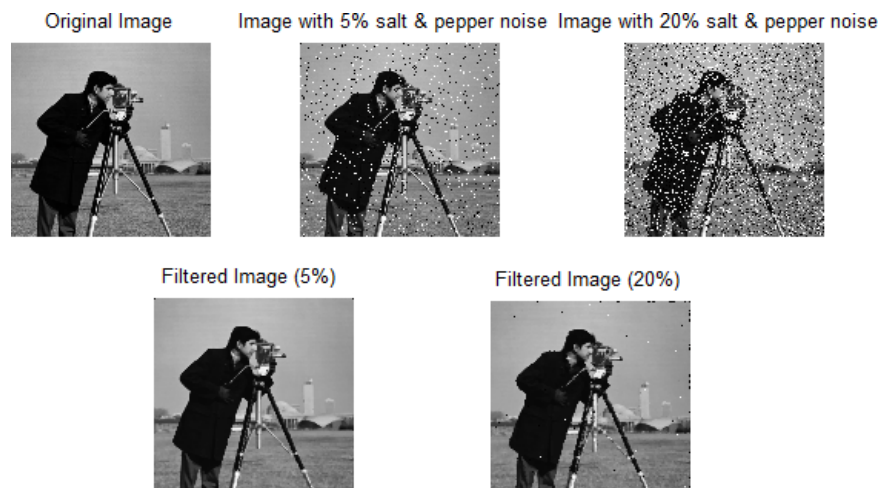 Original Image
Image with 5% salt & pepper noise
Image with 20% salt & pepper noise
Filtered Image (5%)
Filtered Image (20%)